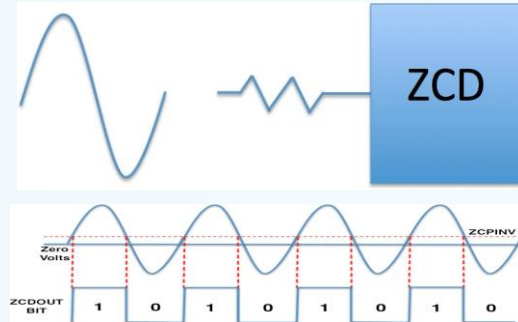 ZCD
ZCPINV
Zero
Volts
ZCDOUT
BIT
1 0 1 0 1 0 1 0